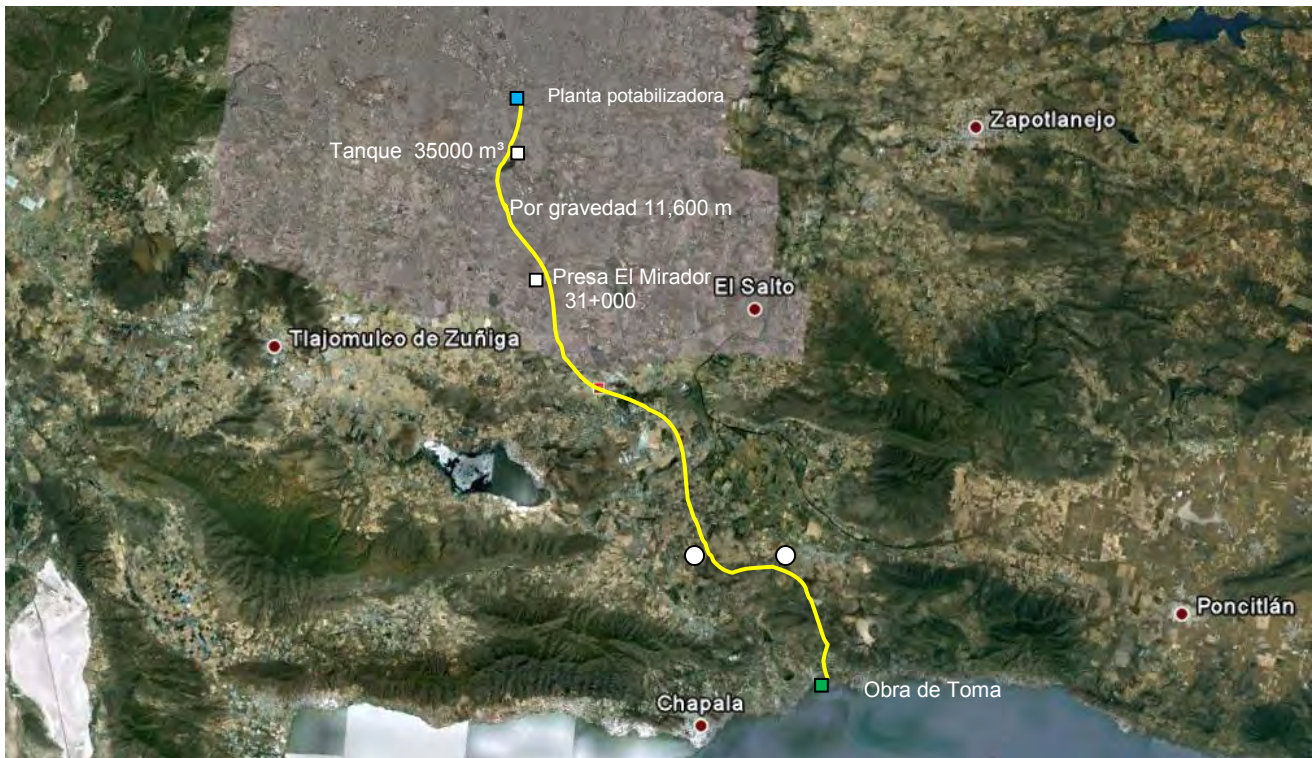 Planta potabilizadora
Zapotlanejo
Tanque 35000 m³
Por gravedad 11,600 m
Presa El Mirador
31+000
El Salto
Tlajomulco de Zuñiga
Poncitlán
Obra de Toma
Chapala